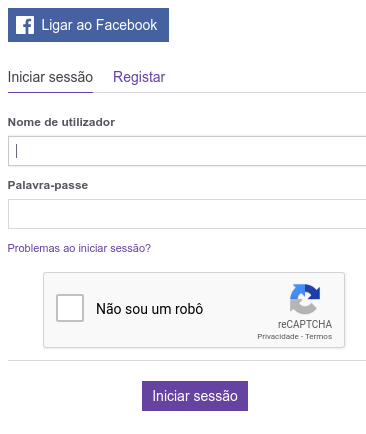 Ligar ao Facebook
Iniciar sessão Registar
Nome de utilizador
Palavra-passe
Problemas ao iniciar sessão?
Não sou um robô
reCAPTCHA
Privacidade - Termos
Iniciar sessão